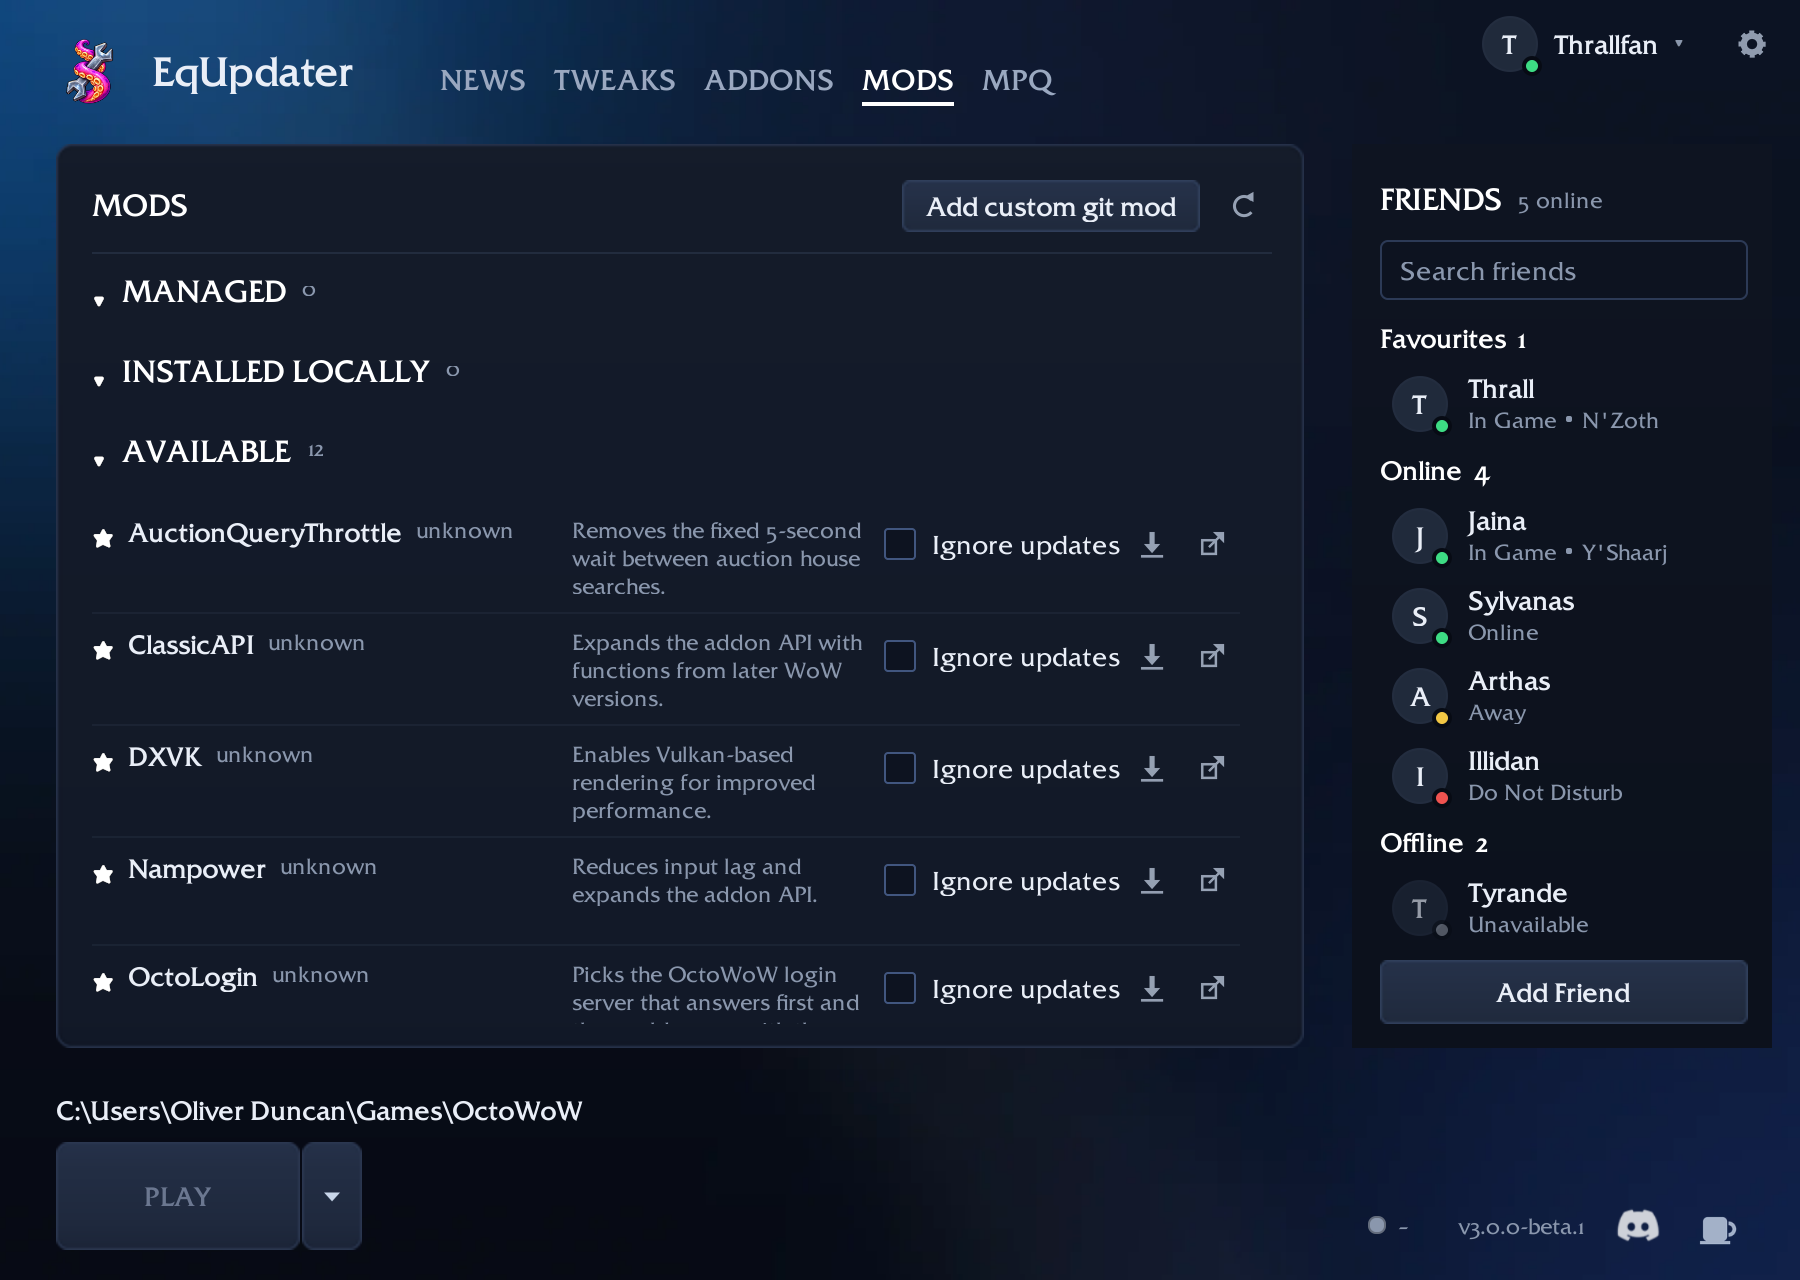 EqUpdater
NEWS TWEAKS ADDONS MODS MPQ
T Thrallfan
MODS
Add custom git mod
MANAGED 0
INSTALLED LOCALLY 0
AVAILABLE 12
AuctionQueryThrottle unknown
Removes the fixed 5-second
wait between auction house
searches.
Ignore updates
ClassicAPI unknown
Expands the addon API with
functions from later WoW
versions.
Ignore updates
DXVK unknown
Enables Vulkan-based
rendering for improved
performance.
Ignore updates
Nampower unknown
Reduces input lag and
expands the addon API.
Ignore updates
OctoLogin unknown
Picks the OctoWoW login
server that answers first and
Ignore updates
FRIENDS 5 online
Search friends
Favourites 1
T Thrall
In Game • N'Zoth
Online 4
J Jaina
In Game • Y'Shaarj
S Sylvanas
Online
A Arthas
Away
I Illidan
Do Not Disturb
Offline 2
T Tyrande
Unavailable
Add Friend
C:\Users\Oliver Duncan\Games\OctoWoW
PLAY
-
v3.0.0-beta.1